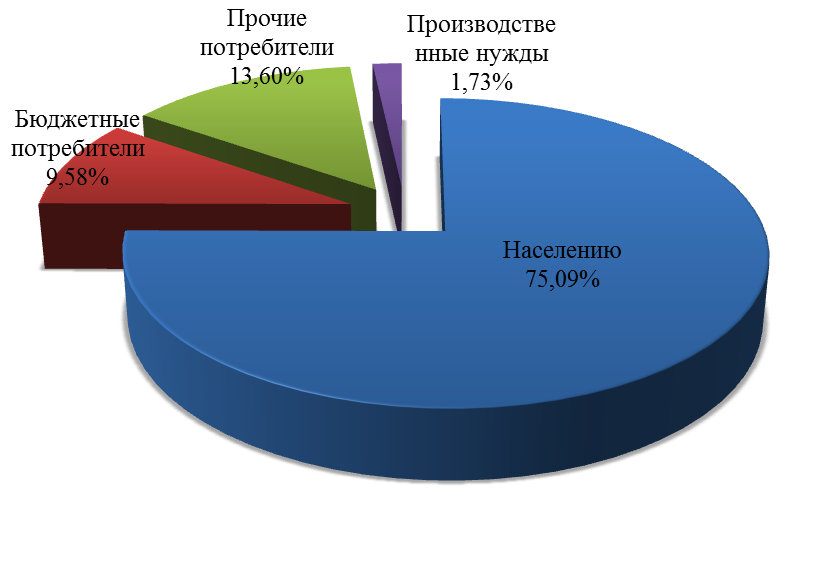 Прочие
потребители
13,60%
Производстве
нные нужды
1,73%
Бюджетные
потребители
9,58%
Населению
75,09%